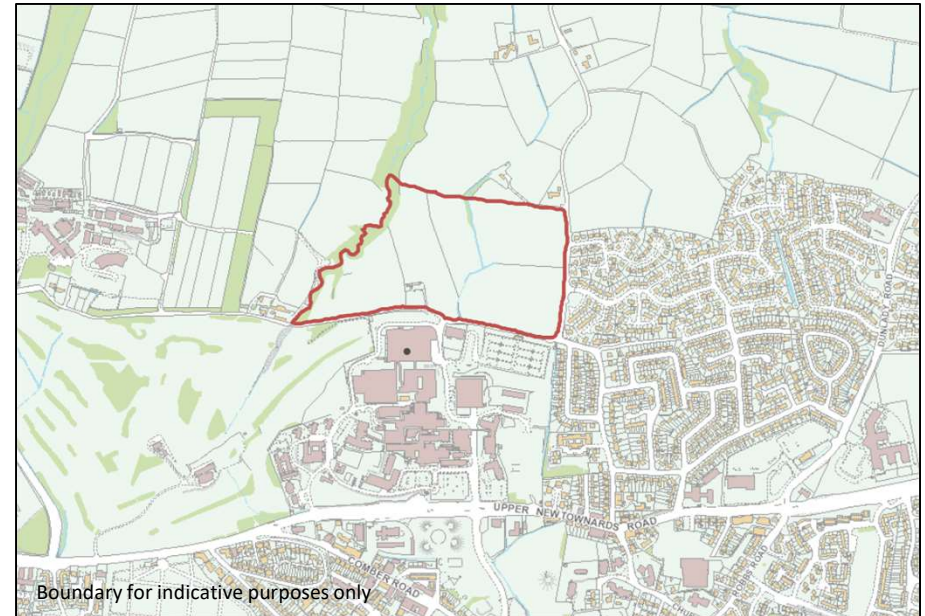 DUNLADY ROAD
UPPER NEWTOWNARDS ROAD
COMBER ROAD
Boundary for indicative purposes only